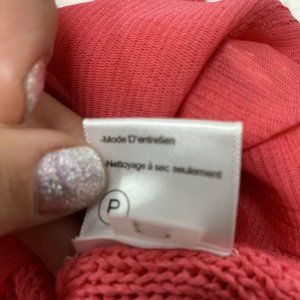 -Mode D'entretien
-Nettoyage à sec seulement
P